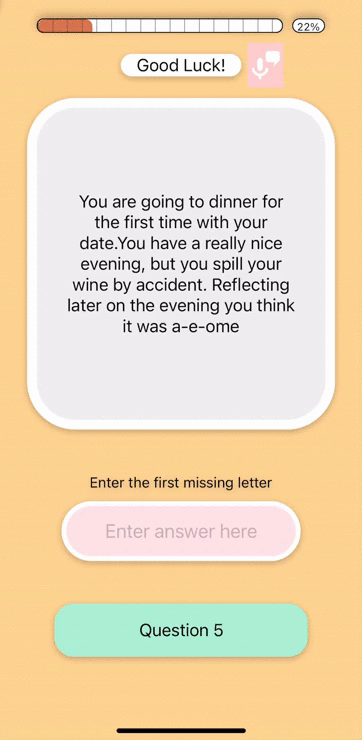 22%
Good Luck!
You are going to dinner for
the first time with your
date.You have a really nice
evening, but you spill your
wine by accident. Reflecting
later on the evening you think
it was a-e-ome
Enter the first missing letter
Enter answer here
Question 5